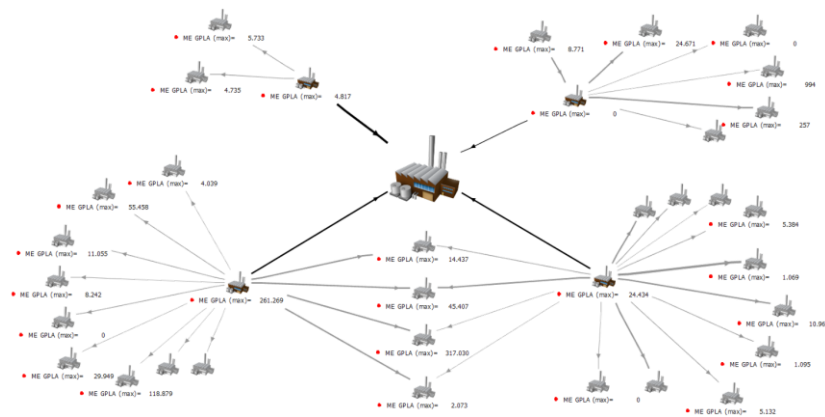 ME GPLA (max)= 5.733
ME GPLA (max)= 4.735
ME GPLA (max)= 4.817
ME GPLA (max)= 8.771
ME GPLA (max)= 24.671
ME GPLA (max)= 0
ME GPLA (max)= 994
ME GPLA (max)= 0
ME GPLA (max)= 257
ME GPLA (max)= 4.039
ME GPLA (max)= 55.458
ME GPLA (max)= 11.055
ME GPLA (max)= 8.242
ME GPLA (max)= 0
ME GPLA (max)= 29.949
ME GPLA (max)= 118.879
ME GPLA (max)= 261.269
ME GPLA (max)= 14.437
ME GPLA (max)= 45.407
ME GPLA (max)= 317.030
ME GPLA (max)= 2.073
ME GPLA (max)= 24.434
ME GPLA (max)= 5.384
ME GPLA (max)= 1.069
ME GPLA (max)= 10.96
ME GPLA (max)= 1.095
ME GPLA (max)= 0
ME GPLA (max)= 5.132